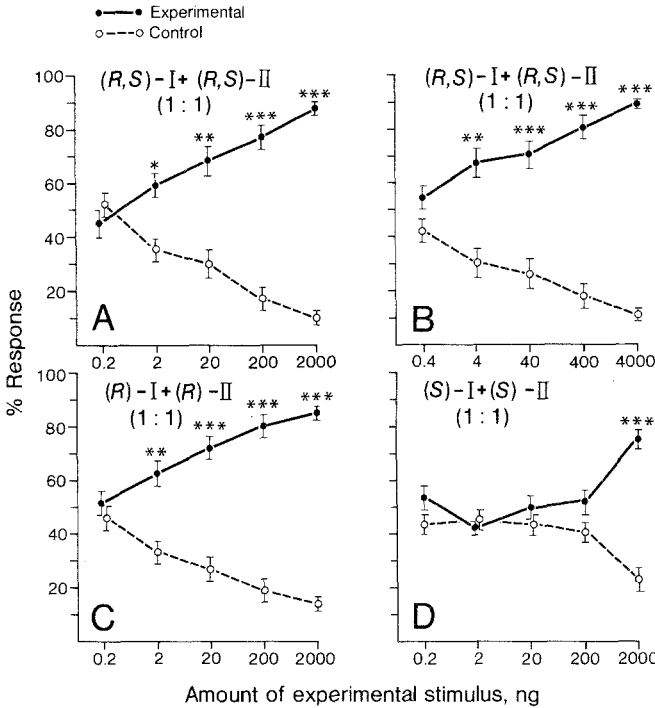 Experimental
Control
(R,S)-I+ (R,S)-II
(1 : 1)
* ** *** ***
100
80
60
40
20
A
0.2 2 20 200 2000
(R,S)-I+(R,S)-II
(1 : 1)
** *** *** ***
B
0.4 4 40 400 4000
% Response
(R)-I+(R)-II
(1 : 1)
** *** *** ***
100
80
60
40
20
C
0.2 2 20 200 2000
(S)-I+(S)-II
(1 : 1)
***
D
0.2 2 20 200 2000
Amount of experimental stimulus, ng